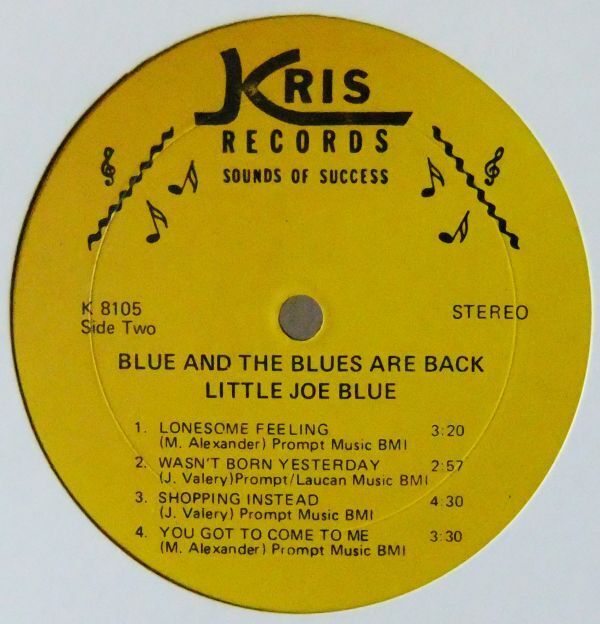 KRIS
RECORDS
SOUNDS OF SUCCESS
K 8105 STEREO
Side Two
BLUE AND THE BLUES ARE BACK
LITTLE JOE BLUE
1. LONESOME FEELING 3:20
(M. Alexander) Prompt Music BMI
2. WASN'T BORN YESTERDAY 2:57
(J. Valery)Prompt/Laucan Music BMI
3. SHOPPING INSTEAD 4:30
(J. Valery) Prompt Music BMI
4. YOU GOT TO COME TO ME 3:30
(M. Alexander) Prompt Music BMI